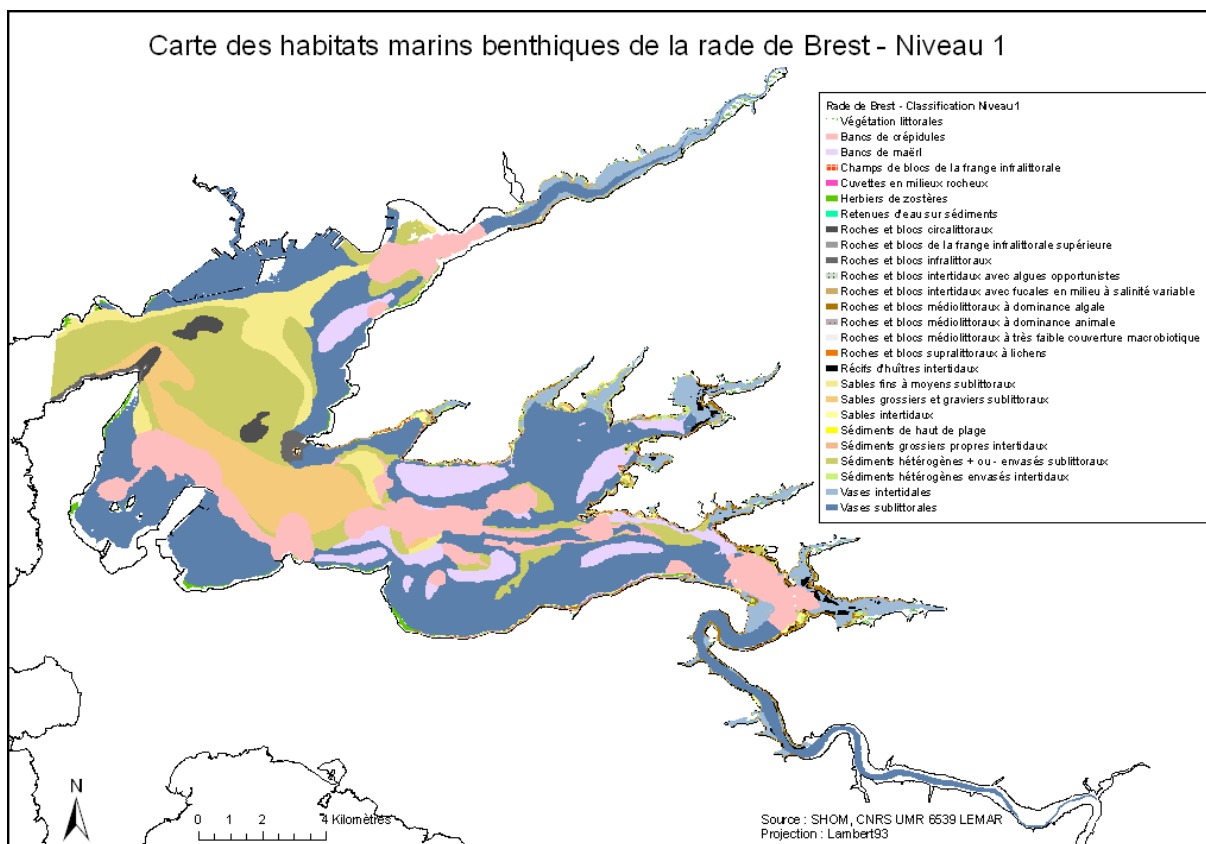 Carte des habitats marins benthiques de la rade de Brest - Niveau 1
Rade de Brest - Classification Niveau1
Végétation littorales
Bancs de crépidules
Bancs de maërl
Champs de blocs de la frange infralittorale
Cuvettes en milieux rocheux
Herbiers de zostères
Retenues d'eau sur sédiments
Roches et blocs circalittoraux
Roches et blocs de la frange infralittorale supérieure
Roches et blocs infralittoraux
Roches et blocs intertidaux avec algues opportunistes
Roches et blocs intertidaux avec fucales en milieu à salinité variable
Roches et blocs médiolittoraux à dominance algale
Roches et blocs médiolittoraux à dominance animale
Roches et blocs médiolittoraux à très faible couverture macrobiotique
Roches et blocs supralittoraux à lichens
Récifs d'huîtres intertidaux
Sables fins à moyens sublittoraux
Sables grossiers et graviers sublittoraux
Sables intertidaux
Sédiments de haut de plage
Sédiments grossiers propres intertidaux
Sédiments hétérogènes + ou - envasés sublittoraux
Sédiments hétérogènes envasés intertidaux
Vases intertidales
Vases sublittorales
N
0 1 2 4 Kilomètres
Source : SHOM, CNRS UMR 6539 LEMAR
Projection : Lambert93